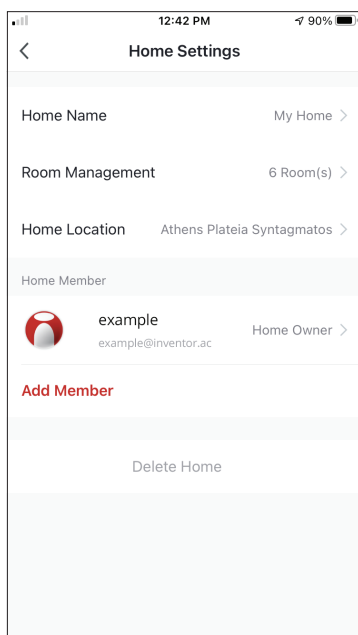 12:42 PM 90%
Home Settings
Home Name My Home
Room Management 6 Room(s)
Home Location Athens Plateia Syntagmatos
Home Member
example
example@inventor.ac
Home Owner
Add Member
Delete Home